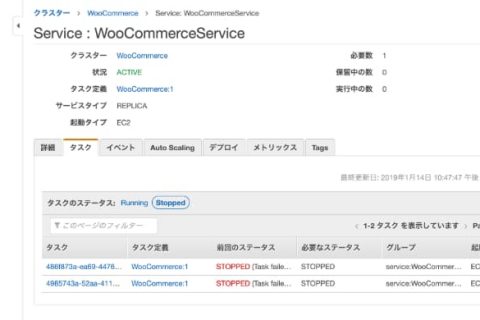 クラスター > WooCommerce > Service: WooCommerceService
Service : WooCommerceService
クラスター WooCommerce 必要数 1
状況 ACTIVE 保留中の数 0
タスク定義 WooCommerce:1 実行中の数 0
サービスタイプ REPLICA
起動タイプ EC2
詳細 タスク イベント Auto Scaling デプロイ メトリックス Tags
最終更新日: 2019年1月14日 10:47:47 午後
タスクのステータス: Running Stopped
このページのフィルター 1-2 タスク を表示しています
タスク タスク定義 前回のステータス 必要なステータス グループ
486f873a-ea69-4476... WooCommerce:1 STOPPED (Task faile... STOPPED service:WooCommer...
4965743a-52aa-411... WooCommerce:1 STOPPED (Task faile... STOPPED service:WooCommer...